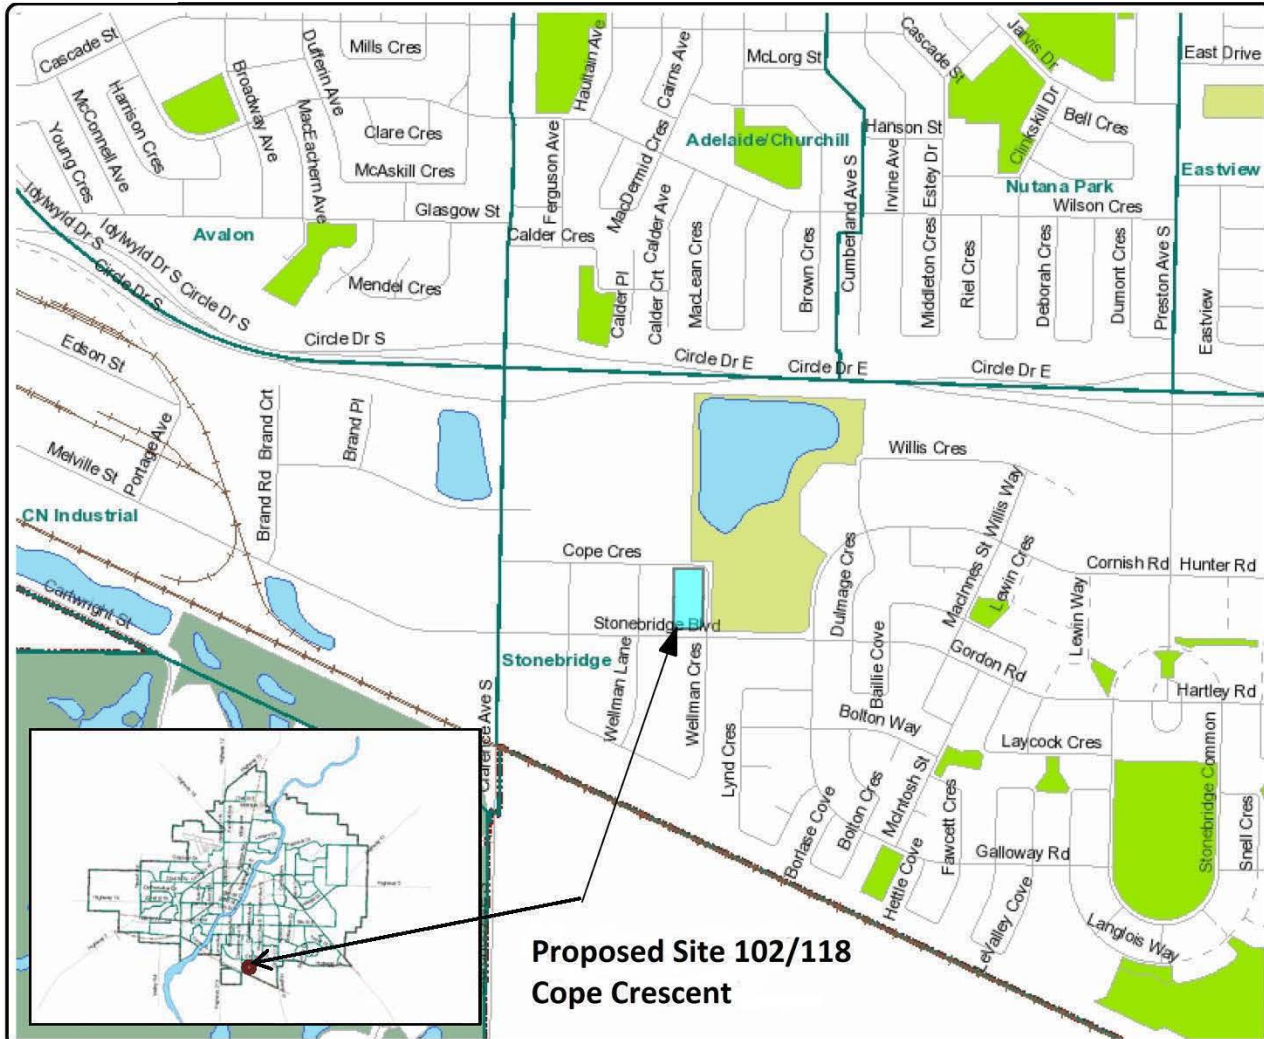 Cascade St
Mills Cres
Dufferin Ave
Haultain Ave
Cairns Ave
McLorg St
Cascade St
Jarvis Dr
East Drive
Harrison Cres
McConnell Ave
Young Cres
Broadway Ave
MacEachern Ave
Clare Cres
McAskill Cres
Ferguson Ave
MacDermid Cres
Adelaide/Churchill
Hanson St
Clinkskill Dr
Bell Cres
Irvine Ave
Estey Dr
Nutana Park
Eastview
Wilson Cres
Glasgow St
Avalon
Calder Cres
Calder Ave
Cumberland Ave S
Idylwyld Dr S
Idylwyld Dr S
Circle Dr S
Circle Dr S
Mendel Cres
Calder Pl
Calder Crt
MacLean Cres
Brown Cres
Middleton Cres
Riel Cres
Deborah Cres
Dumont Cres
Preston Ave S
Eastview
Circle Dr S
Circle Dr E
Circle Dr E
Circle Dr E
Edson St
Portage Ave
Melville St
Brand Crt
Brand Rd
Brand Pl
Willis Cres
Willis Way
CN Industrial
Cartwright St
Cope Cres
MacInnes St
Lewin Cres
Cornish Rd
Hunter Rd
Stonebridge Blvd
Dulmage Cres
Lewin Way
Stonebridge
Wellman Lane
Wellman Cres
Baillie Cove
Gordon Rd
Hartley Rd
Clarence Ave S
Lynd Cres
Bolton Way
Laycock Cres
Stonebridge Common
Snell Cres
Borlase Cove
Bolton Cres
McIntosh St
Fawcett Cres
Hettle Cove
Galloway Rd
LeValley Cove
Langlois Way
Proposed Site 102/118
Cope Crescent